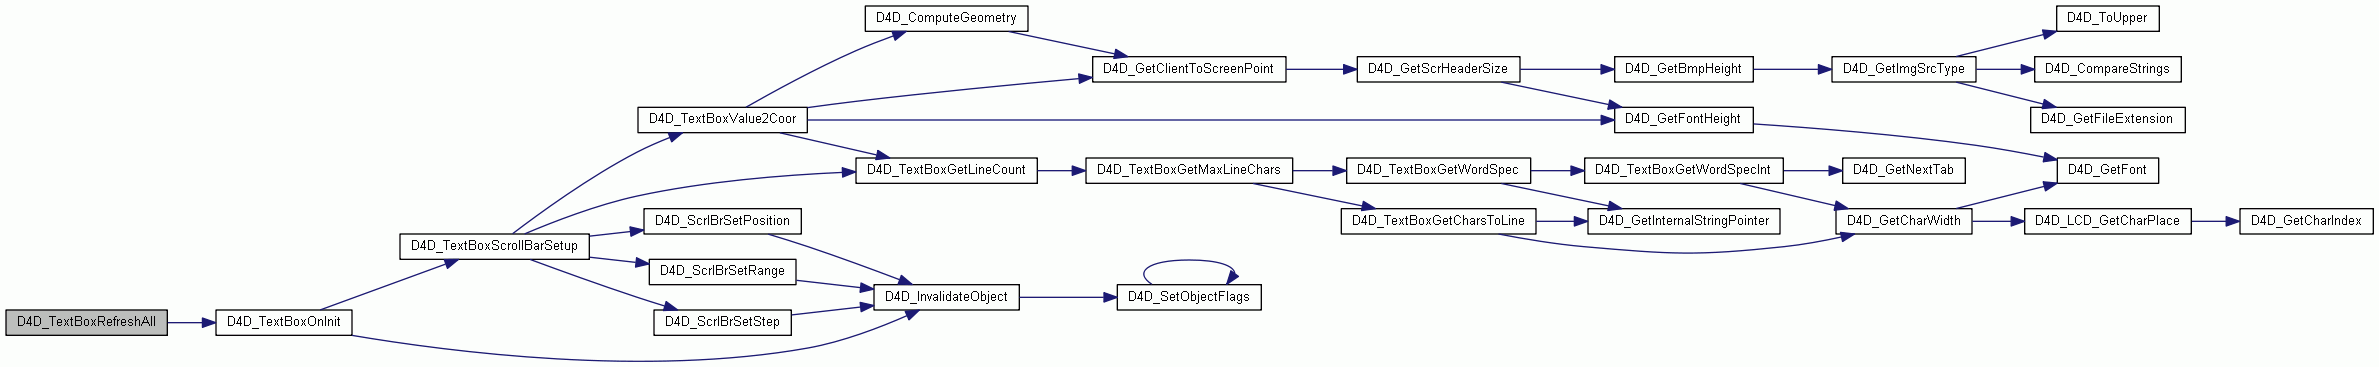 D4D_ComputeGeometry
D4D_ToUpper
D4D_GetClientToScreenPoint
D4D_GetScrHeaderSize
D4D_GetBmpHeight
D4D_GetImgSrcType
D4D_CompareStrings
D4D_TextBoxValue2Coor
D4D_GetFontHeight
D4D_GetFileExtension
D4D_TextBoxGetLineCount
D4D_TextBoxGetMaxLineChars
D4D_TextBoxGetWordSpec
D4D_TextBoxGetWordSpecInt
D4D_GetNextTab
D4D_GetFont
D4D_ScrlBrSetPosition
D4D_TextBoxGetCharsToLine
D4D_GetInternalStringPointer
D4D_GetCharWidth
D4D_LCD_GetCharPlace
D4D_GetCharIndex
D4D_TextBoxScrollBarSetup
D4D_ScrlBrSetRange
D4D_InvalidateObject
D4D_SetObjectFlags
D4D_TextBoxRefreshAll
D4D_TextBoxOnInit
D4D_ScrlBrSetStep